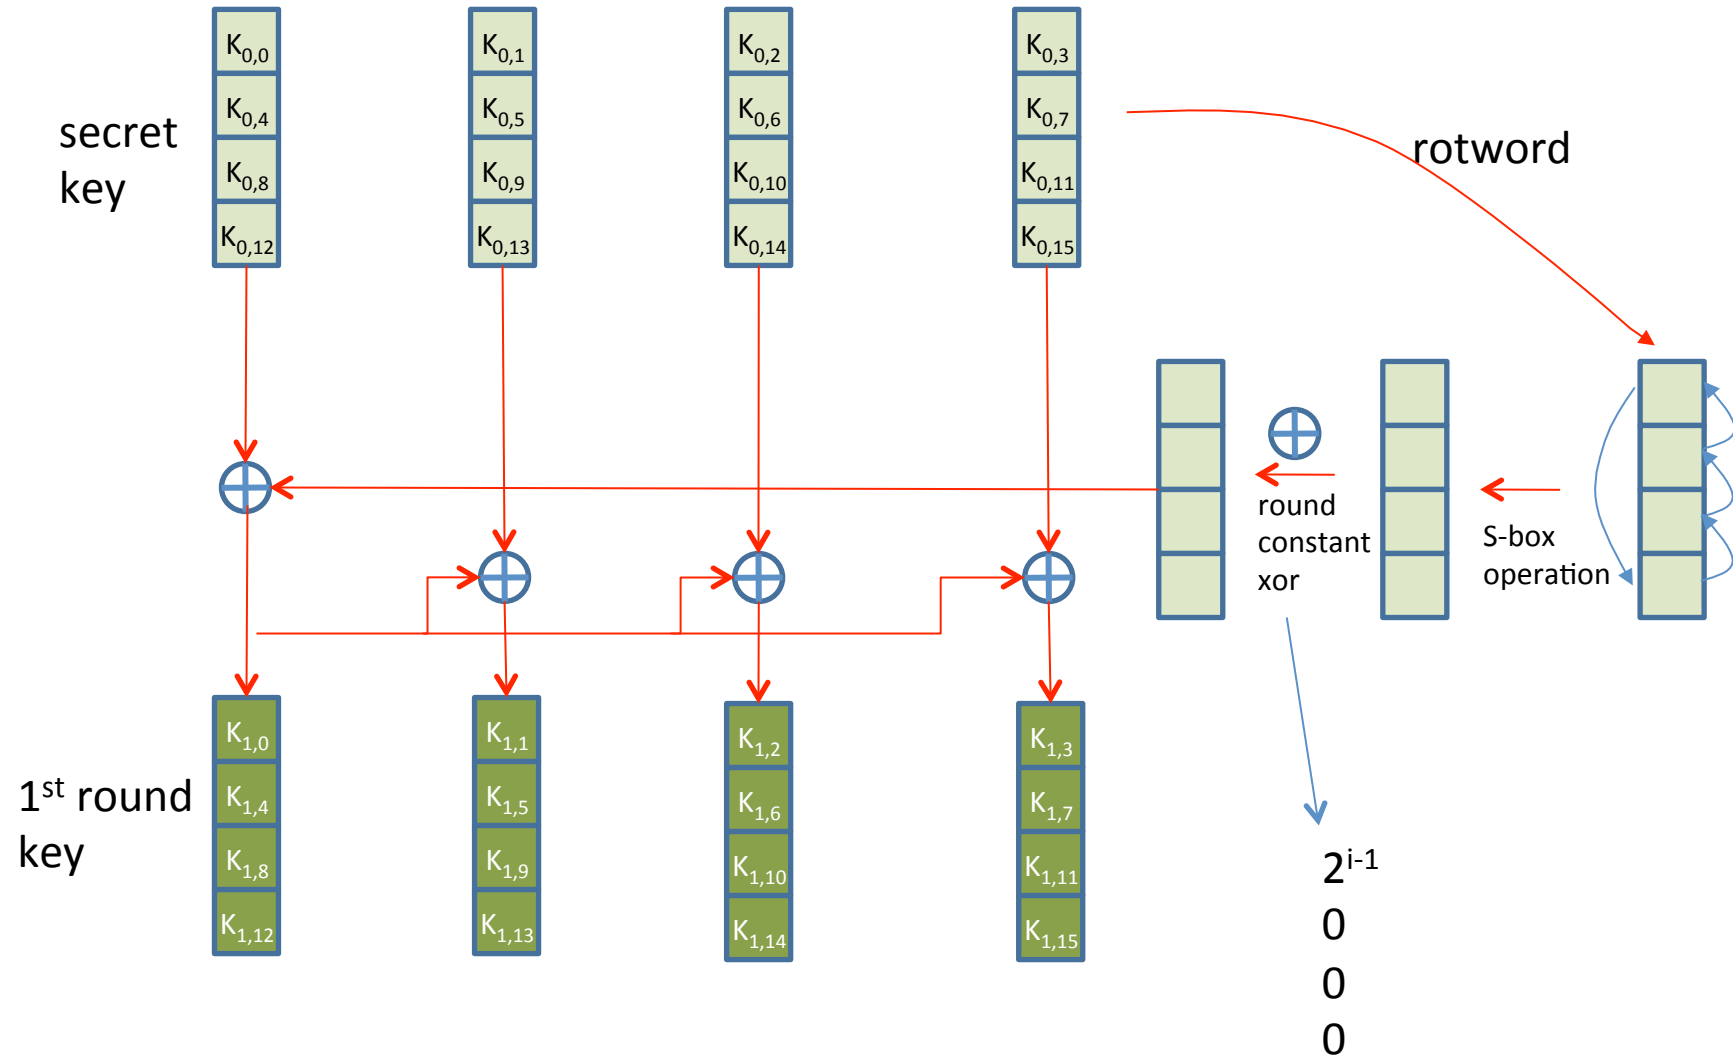 K0,0 K0,1 K0,2 K0,3
K0,4 K0,5 K0,6 K0,7
K0,8 K0,9 K0,10 K0,11
K0,12 K0,13 K0,14 K0,15
secret
key
rotword
round
constant
xor
S-box
operation
K1,0 K1,1 K1,2 K1,3
K1,4 K1,5 K1,6 K1,7
K1,8 K1,9 K1,10 K1,11
K1,12 K1,13 K1,14 K1,15
1st round
key
2i-1
0
0
0